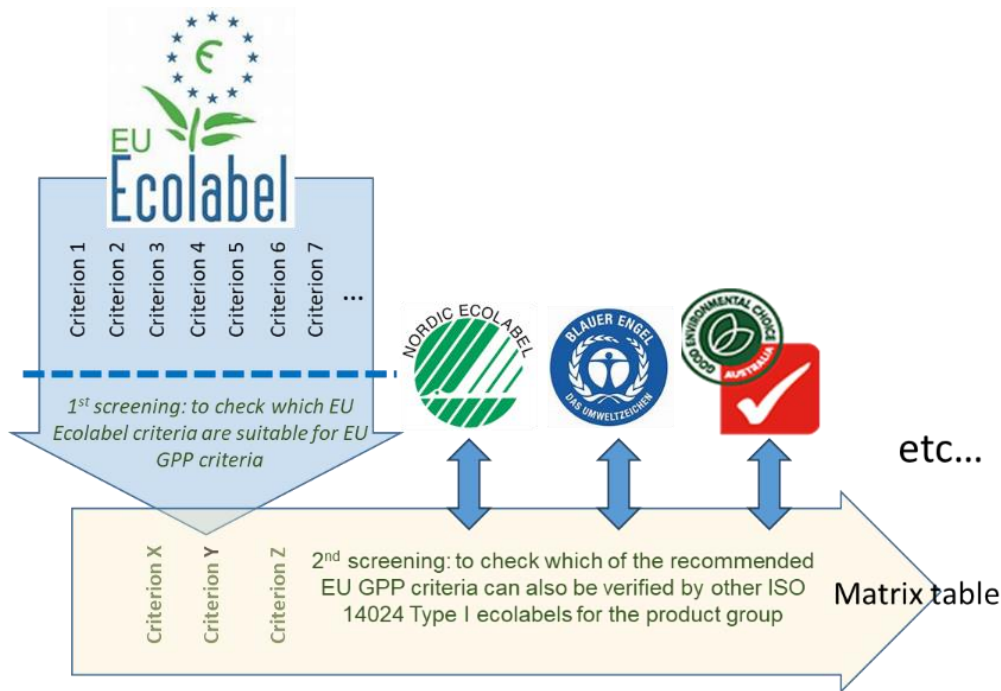 EU
Ecolabel
Criterion 1
Criterion 2
Criterion 3
Criterion 4
Criterion 5
Criterion 6
Criterion 7
...
1st screening: to check which EU
Ecolabel criteria are suitable for EU
GPP criteria
NORDIC ECOLABEL
BLAUER ENGEL
DAS UMWELTZEICHEN
GOOD ENVIRONMENTAL CHOICE
AUSTRALIA
etc...
Criterion X
Criterion Y
Criterion Z
2nd screening: to check which of the recommended
EU GPP criteria can also be verified by other ISO
14024 Type I ecolabels for the product group
Matrix table